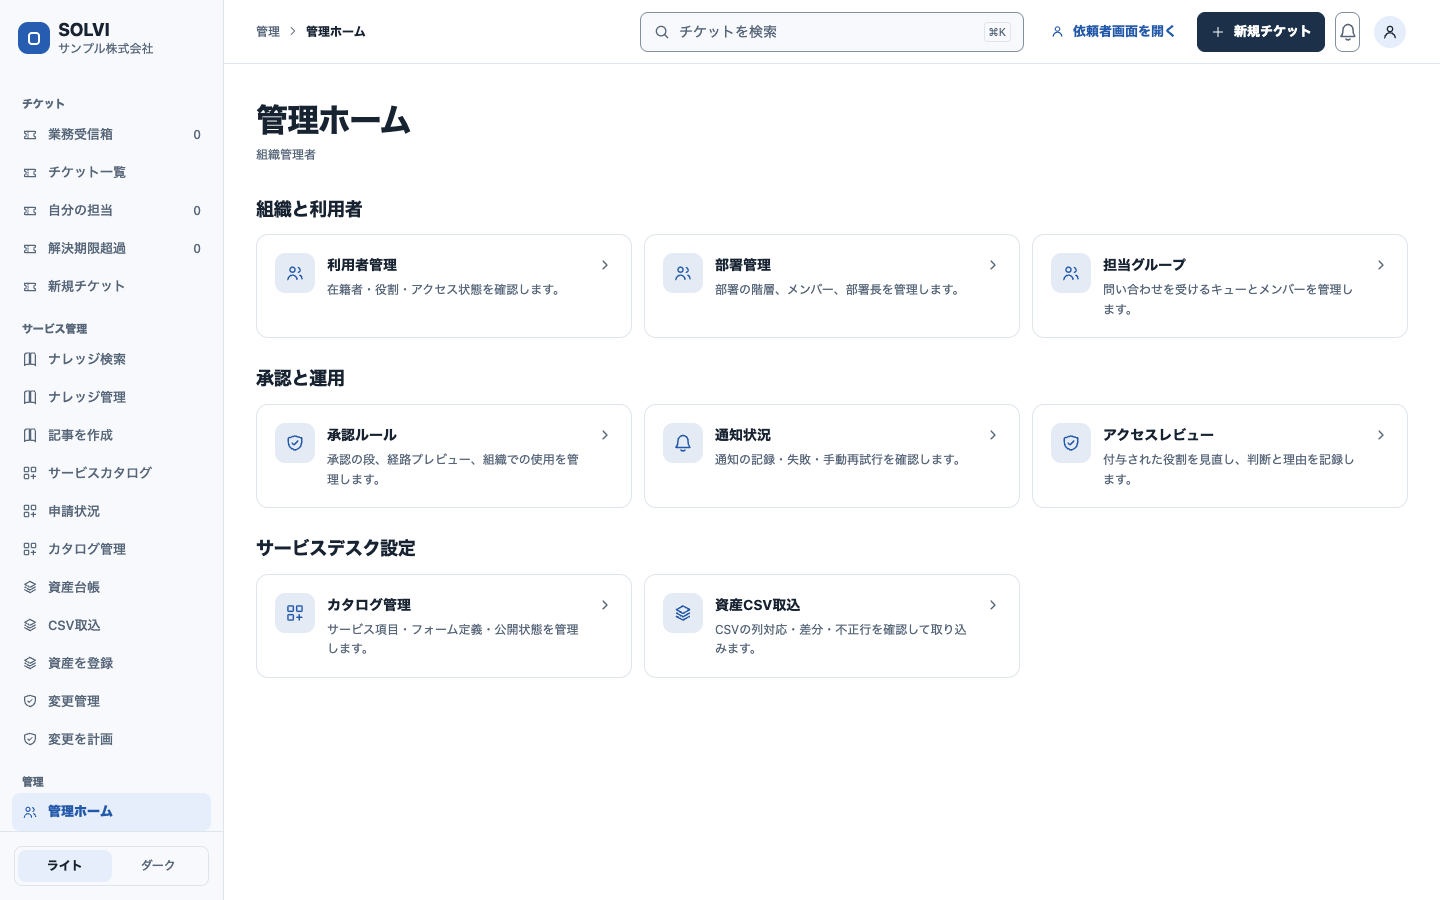 SOLVI
サンプル株式会社
チケット
業務受信箱 0
チケット一覧
自分の担当 0
解決期限超過 0
新規チケット
サービス管理
ナレッジ検索
ナレッジ管理
記事を作成
サービスカタログ
申請状況
カタログ管理
資産台帳
CSV取込
資産を登録
変更管理
変更を計画
管理
管理ホーム
ライト ダーク
管理 管理ホーム
チケットを検索 ⌘K
依頼者画面を開く
新規チケット
管理ホーム
組織管理者
組織と利用者
利用者管理
在籍者・役割・アクセス状態を確認します。
部署管理
部署の階層、メンバー、部署長を管理します。
担当グループ
問い合わせを受けるキューとメンバーを管理し
ます。
承認と運用
承認ルール
承認の段、経路プレビュー、組織での使用を管
理します。
通知状況
通知の記録・失敗・手動再試行を確認します。
アクセスレビュー
付与された役割を見直し、判断と理由を記録し
ます。
サービスデスク設定
カタログ管理
サービス項目・フォーム定義・公開状態を管理
します。
資産CSV取込
CSVの列対応・差分・不正行を確認して取り込
みます。